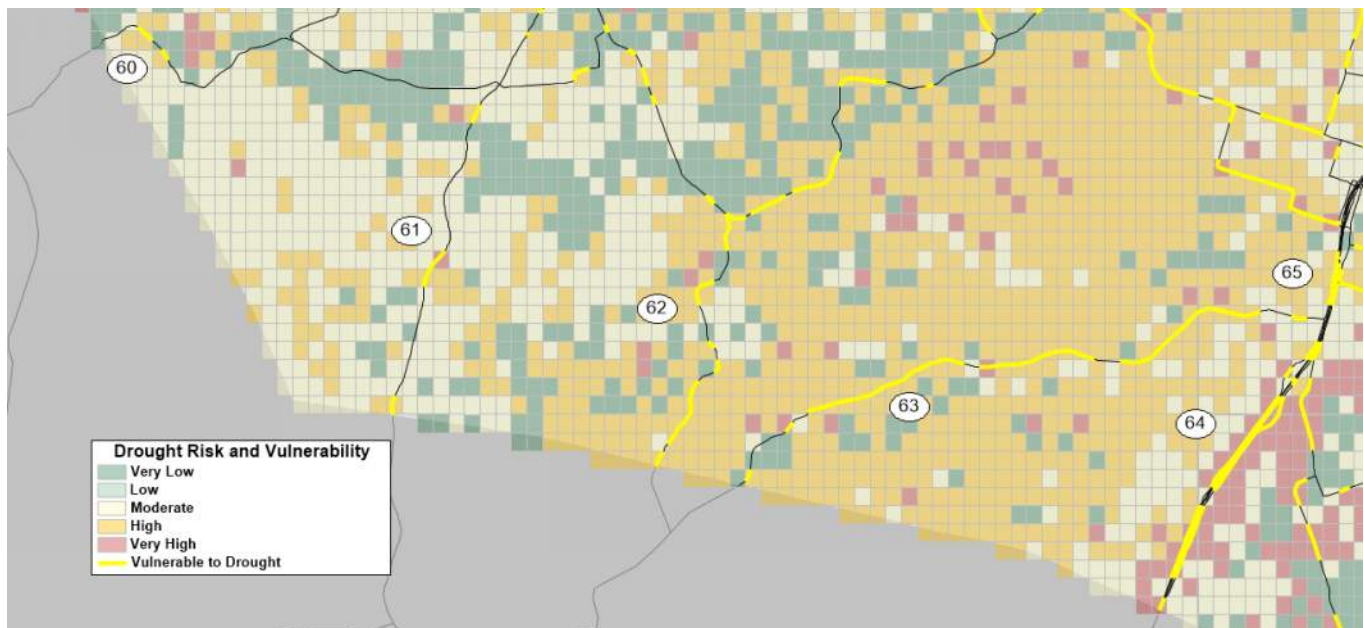 60
61
62
63
64
65
Drought Risk and Vulnerability
Very Low
Low
Moderate
High
Very High
Vulnerable to Drought